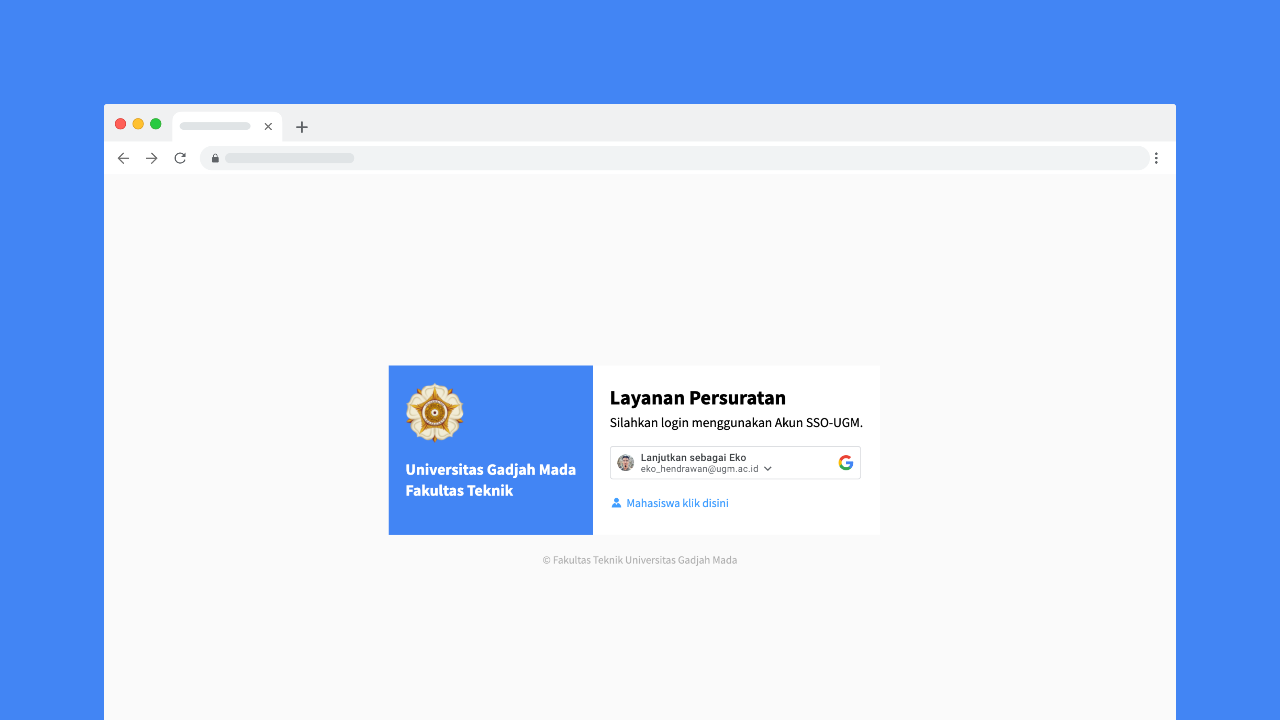 Universitas Gadjah Mada
Fakultas Teknik
Layanan Persuratan
Silahkan login menggunakan Akun SSO-UGM.
Lanjutkan sebagai Eko
eko_hendrawan@ugm.ac.id
Mahasiswa klik disini
© Fakultas Teknik Universitas Gadjah Mada